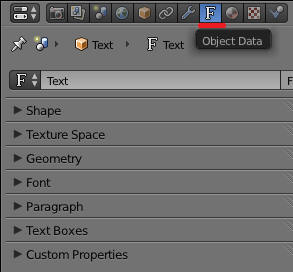 F
Object Data
Text F Text
F Text F
Shape
Texture Space
Geometry
Font
Paragraph
Text Boxes
Custom Properties